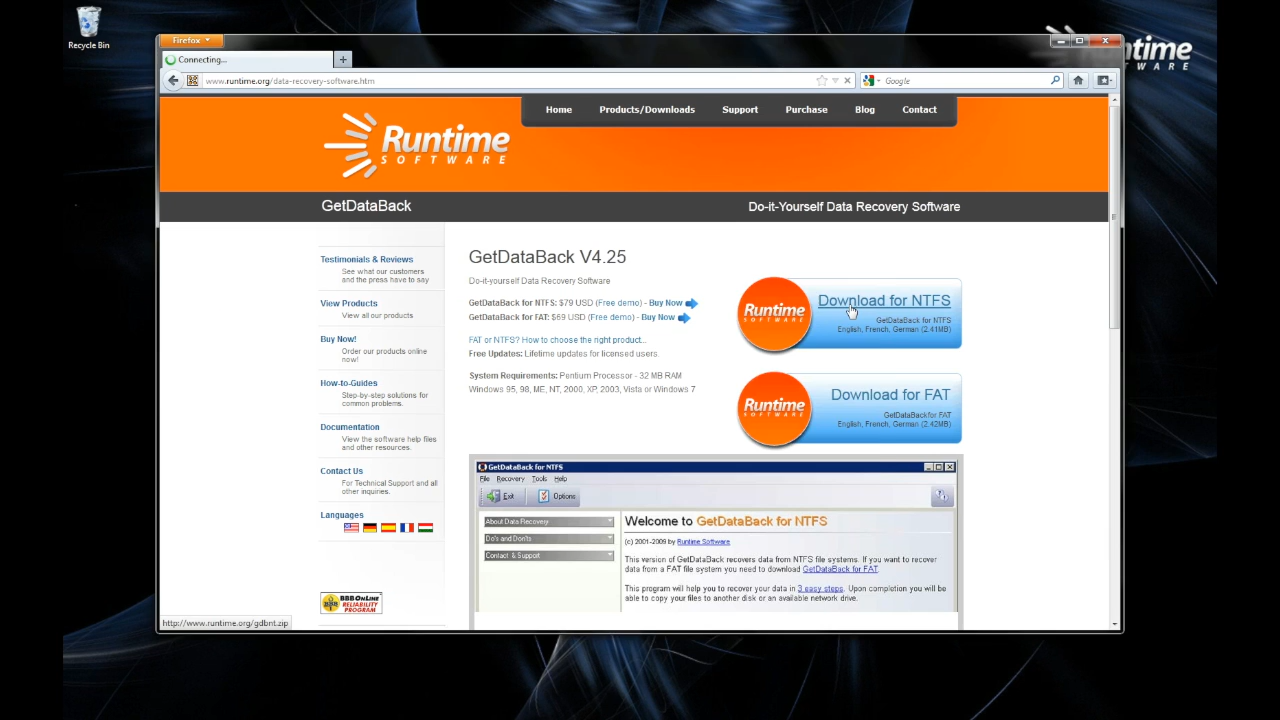 Recycle Bin
Firefox
Connecting...
www.runtime.org/data-recovery-software.htm
Google
ntime
WARE
Home
Products/Downloads
Support
Purchase
Blog
Contact
Runtime
SOFTWARE
GetDataBack
Do-it-Yourself Data Recovery Software
Testimonials & Reviews
See what our customers
and the press have to say
View Products
View all our products
Buy Now!
Order our products online
now!
How-to-Guides
Step-by-step solutions for
common problems.
Documentation
View the software help files
and other resources.
Contact Us
For Technical Support and all
other inquiries.
Languages
BBBOnLine
RELIABILITY
PROGRAM
GetDataBack V4.25
Do-it-yourself Data Recovery Software
GetDataBack for NTFS: $79 USD (Free demo) - Buy Now
GetDataBack for FAT: $69 USD (Free demo) - Buy Now
FAT or NTFS? How to choose the right product...
Free Updates: Lifetime updates for licensed users.
System Requirements: Pentium Processor - 32 MB RAM
Windows 95, 98, ME, NT, 2000, XP, 2003, Vista or Windows 7
Runtime
SOFTWARE
Download for NTFS
GetDataBack for NTFS
English, French, German (2.41MB)
Runtime
SOFTWARE
Download for FAT
GetDataBackfor FAT
English, French, German (2.42MB)
GetDataBack for NTFS
File Recovery Tools Help
Exit
Options
About Data Recovery
Do's and Don'ts
Contact & Support
Welcome to GetDataBack for NTFS
(c) 2001-2009 by Runtime Software
This version of GetDataBack recovers data from NTFS file systems. If you want to recover
data from a FAT file system you need to download GetDataBack for FAT.
This program will help you to recover your data in 3 easy steps. Upon completion you will be
able to copy your files to another disk or an available network drive.
http://www.runtime.org/gdbnt.zip